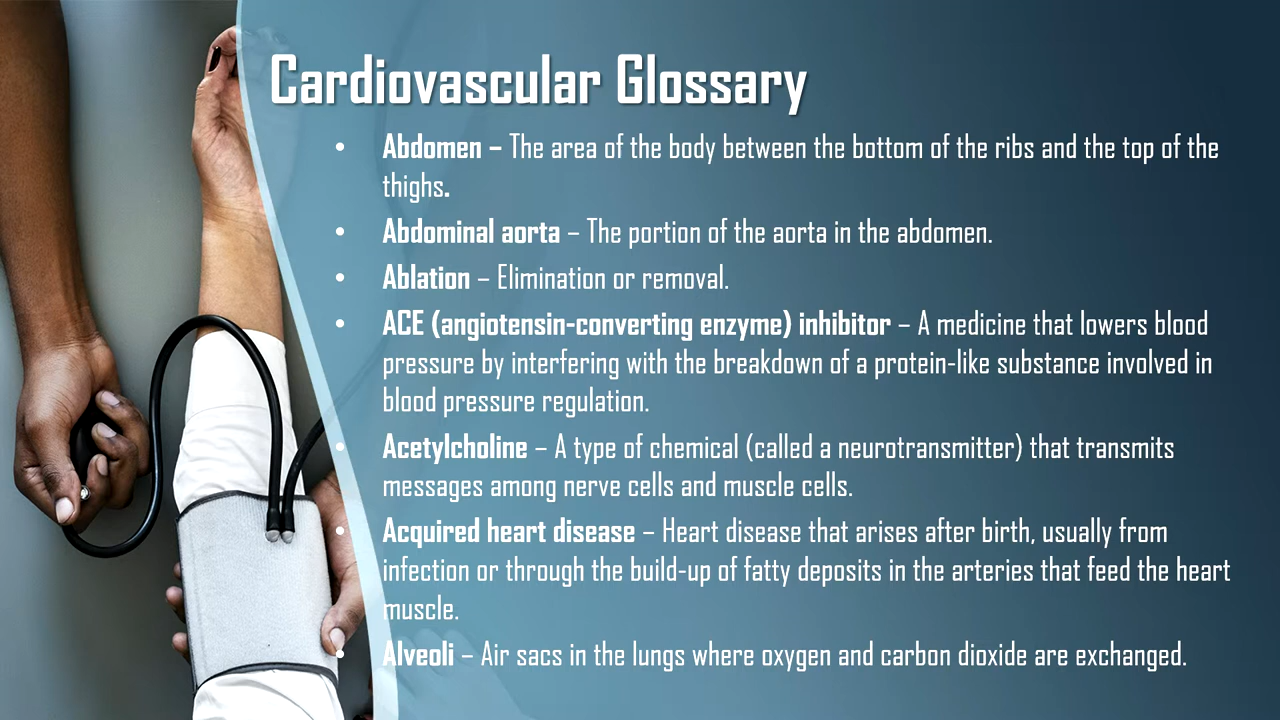 Cardiovascular Glossary
• Abdomen – The area of the body between the bottom of the ribs and the top of the
thighs.
• Abdominal aorta – The portion of the aorta in the abdomen.
• Ablation – Elimination or removal.
• ACE (angiotensin-converting enzyme) inhibitor – A medicine that lowers blood
pressure by interfering with the breakdown of a protein-like substance involved in
blood pressure regulation.
• Acetylcholine – A type of chemical (called a neurotransmitter) that transmits
messages among nerve cells and muscle cells.
• Acquired heart disease – Heart disease that arises after birth, usually from
infection or through the build-up of fatty deposits in the arteries that feed the heart
muscle.
• Alveoli – Air sacs in the lungs where oxygen and carbon dioxide are exchanged.